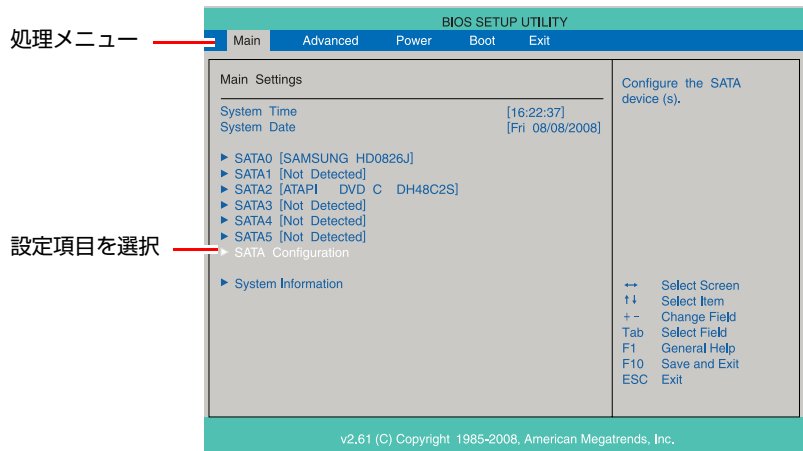 BIOS SETUP UTILITY
処理メニュー
Main Advanced Power Boot Exit
Main Settings
System Time [16:22:37]
System Date [Fri 08/08/2008]
▶ SATA0 [SAMSUNG HD0826J]
▶ SATA1 [Not Detected]
▶ SATA2 [ATAPI DVD C DH48C2S]
▶ SATA3 [Not Detected]
▶ SATA4 [Not Detected]
▶ SATA5 [Not Detected]
設定項目を選択
▶ SATA Configuration
▶ System Information
Configure the SATA
device (s).
↔ Select Screen
↑↓ Select Item
+ - Change Field
Tab Select Field
F1 General Help
F10 Save and Exit
ESC Exit
v2.61 (C) Copyright 1985-2008, American Megatrends, Inc.